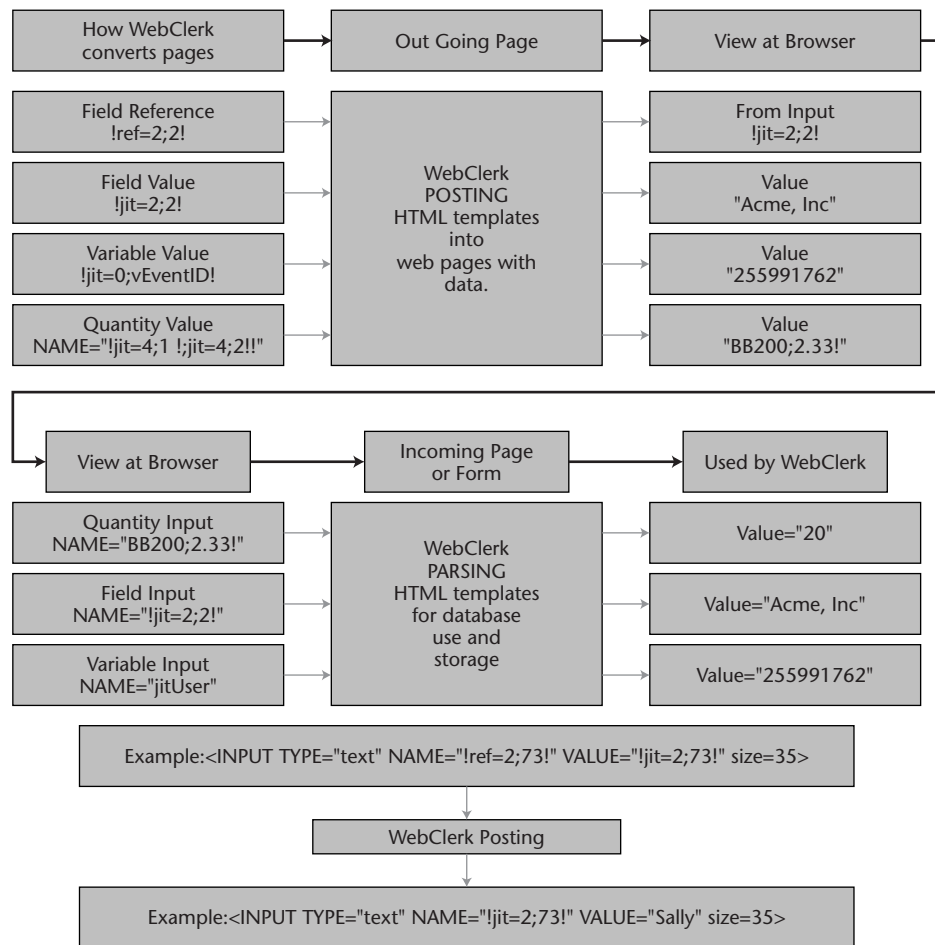 How WebClerk
converts pages
Out Going Page
View at Browser
Field Reference
!ref=2;2!
Field Value
!jit=2;2!
Variable Value
!jit=0;vEventID!
Quantity Value
NAME="!jit=4;1 !;jit=4;2!!"
WebClerk
POSTING
HTML templates
into
web pages with
data.
From Input
!jit=2;2!
Value
"Acme, Inc"
Value
"255991762"
Value
"BB200;2.33!"
View at Browser
Incoming Page
or Form
Used by WebClerk
Quantity Input
NAME="BB200;2.33!"
Field Input
NAME="!jit=2;2!"
Variable Input
NAME="jitUser"
WebClerk
PARSING
HTML templates
for database
use and
storage
Value="20"
Value="Acme, Inc"
Value="255991762"
Example:<INPUT TYPE="text" NAME="!ref=2;73!" VALUE="!jit=2;73!" size=35>
WebClerk Posting
Example:<INPUT TYPE="text" NAME="!jit=2;73!" VALUE="Sally" size=35>